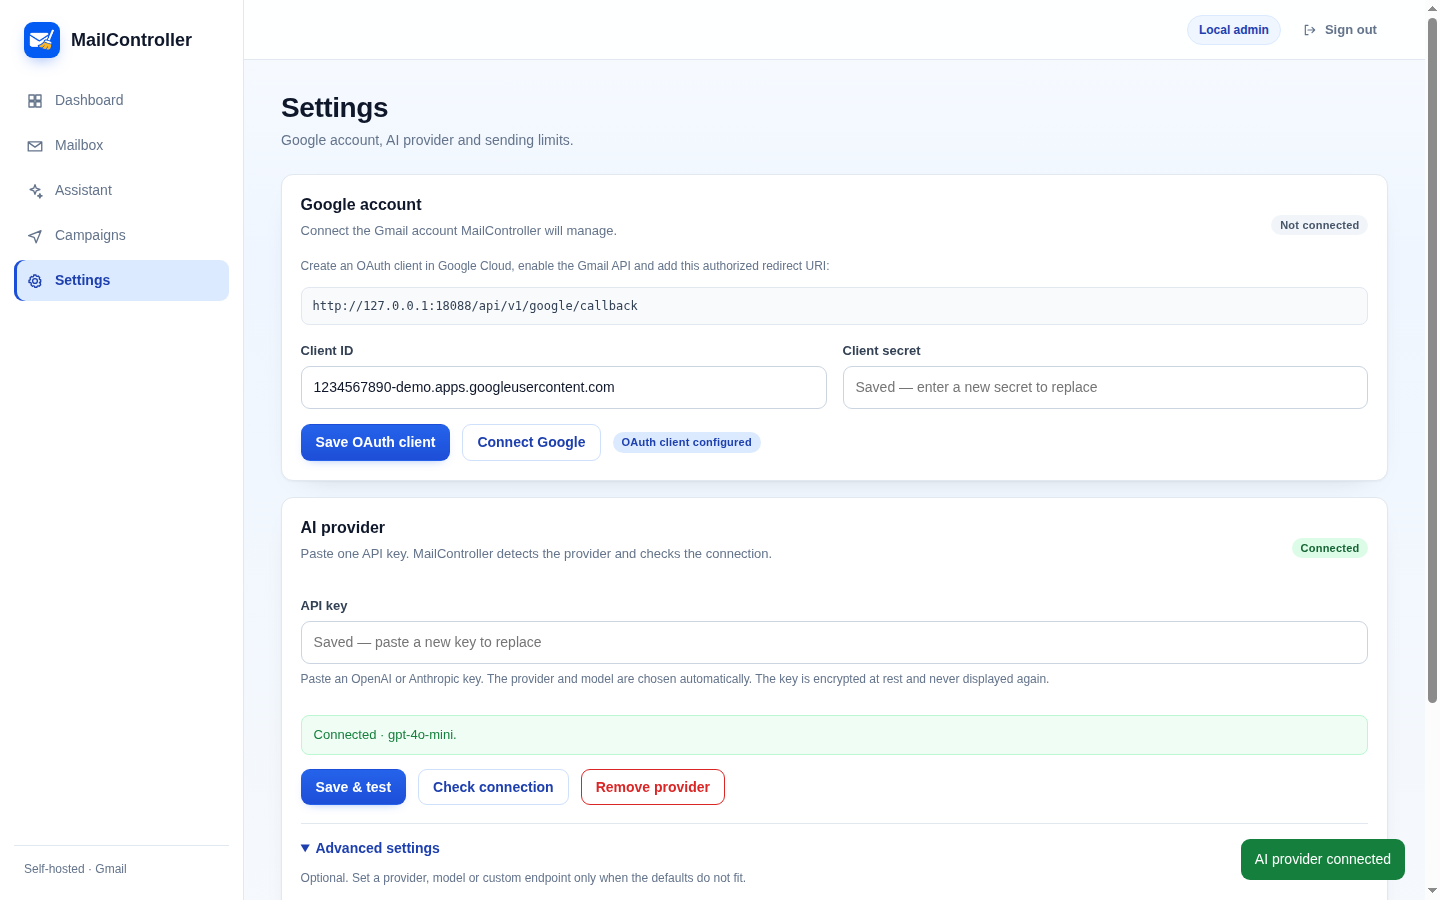 MailController
Local admin
Sign out
Dashboard
Mailbox
Assistant
Campaigns
Settings
Self-hosted · Gmail
Settings
Google account, AI provider and sending limits.
Google account
Connect the Gmail account MailController will manage.
Not connected
Create an OAuth client in Google Cloud, enable the Gmail API and add this authorized redirect URI:
http://127.0.0.1:18088/api/v1/google/callback
Client ID
Client secret
1234567890-demo.apps.googleusercontent.com
Saved — enter a new secret to replace
Save OAuth client
Connect Google
OAuth client configured
AI provider
Paste one API key. MailController detects the provider and checks the connection.
Connected
API key
Saved — paste a new key to replace
Paste an OpenAI or Anthropic key. The provider and model are chosen automatically. The key is encrypted at rest and never displayed again.
Connected · gpt-4o-mini.
Save & test
Check connection
Remove provider
▼ Advanced settings
Optional. Set a provider, model or custom endpoint only when the defaults do not fit.
AI provider connected